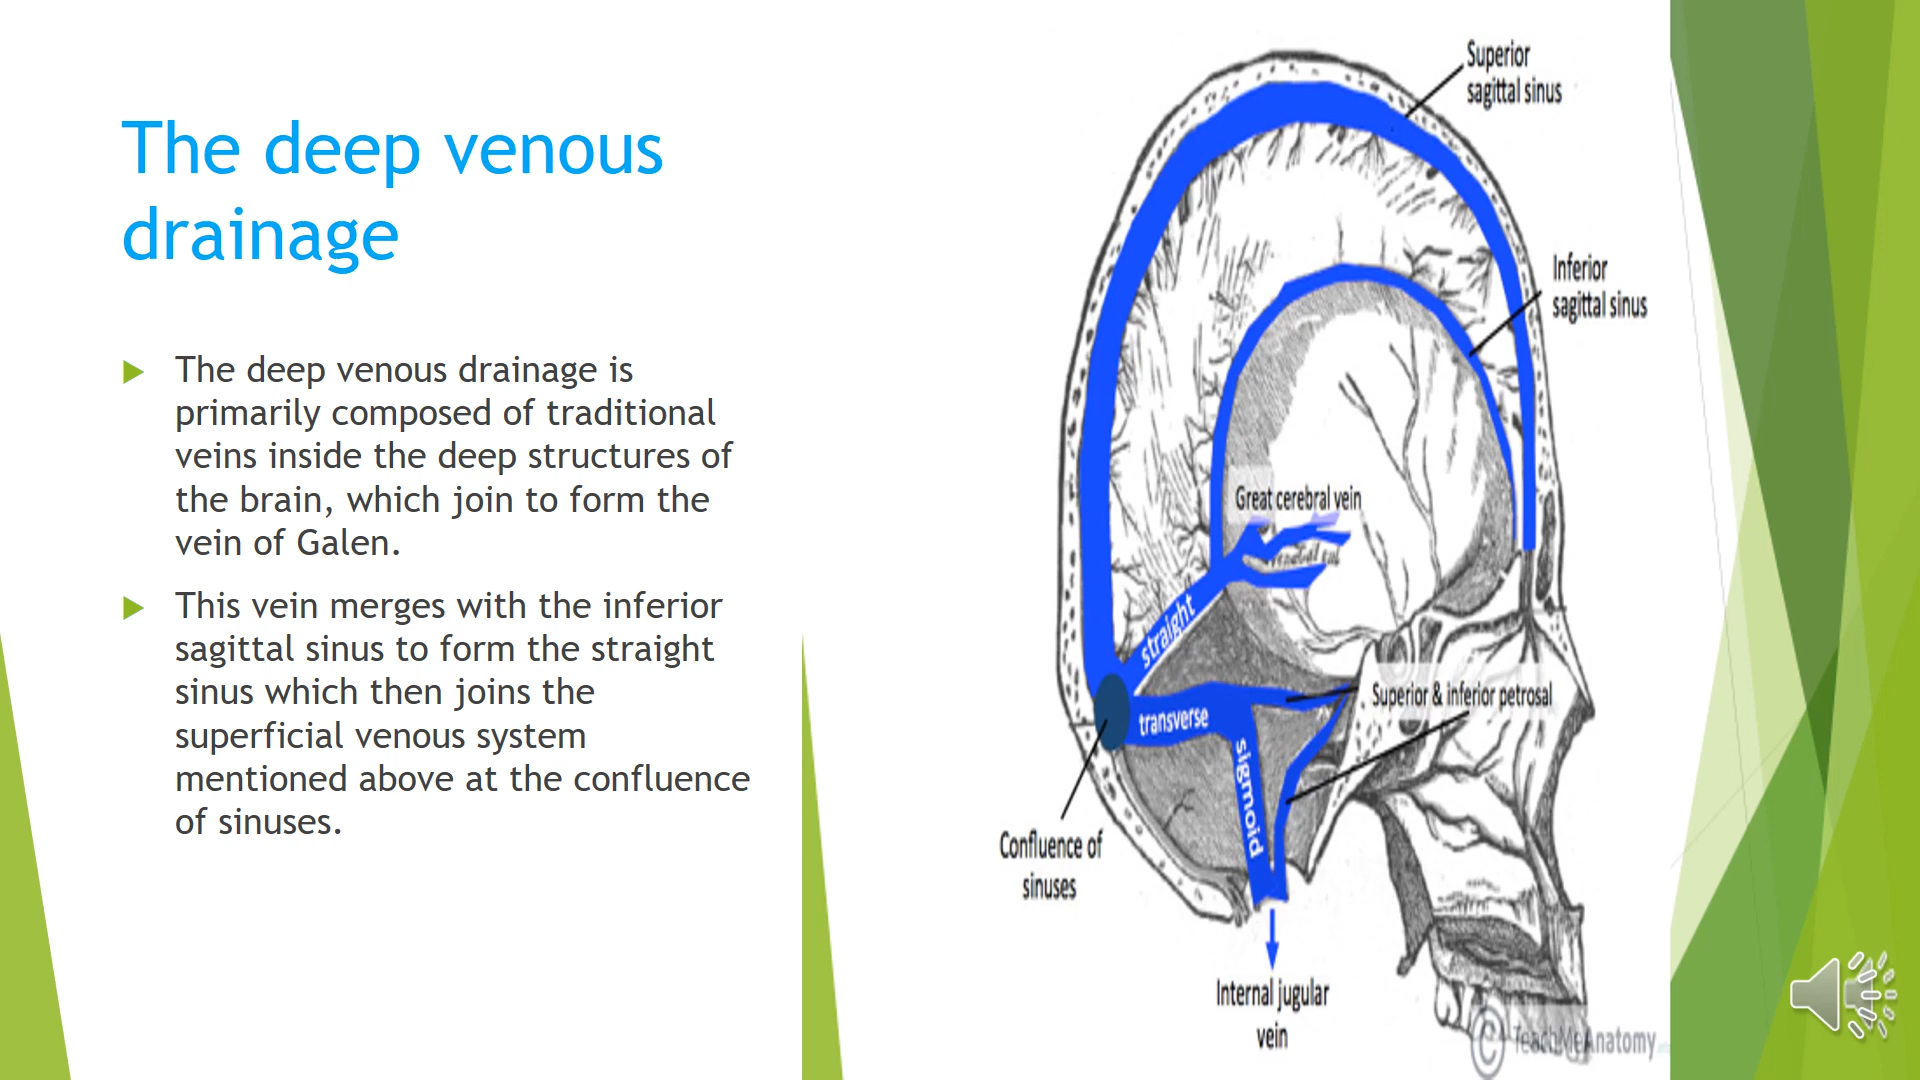 The deep venous
drainage
The deep venous drainage is
primarily composed of traditional
veins inside the deep structures of
the brain, which join to form the
vein of Galen.
This vein merges with the inferior
sagittal sinus to form the straight
sinus which then joins the
superficial venous system
mentioned above at the confluence
of sinuses.
Superior
sagittal sinus
Inferior
sagittal sinus
Great cerebral vein
straight
transverse
sigmoid
Superior & inferior petrosal
Confluence of
sinuses
Internal jugular
vein
© TeachMeAnatomy